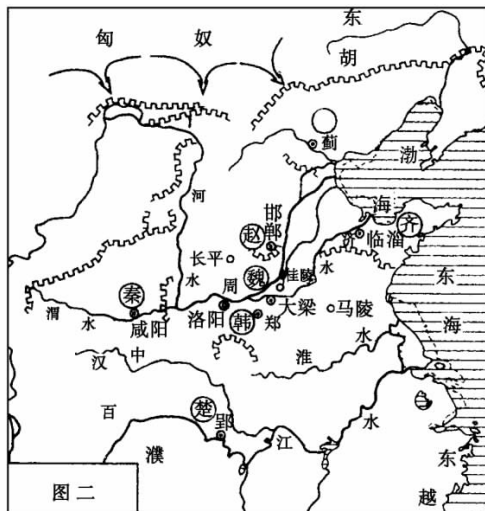 匈奴
东胡
蓟
渤海
河水
邯郸
赵
齐
济水
临淄
长平
魏
桂陵
周
秦
渭水
咸阳
洛阳
韩
郑
大梁
马陵
东海
汉中
淮水
楚
郢
江水
百濮
东越
图二